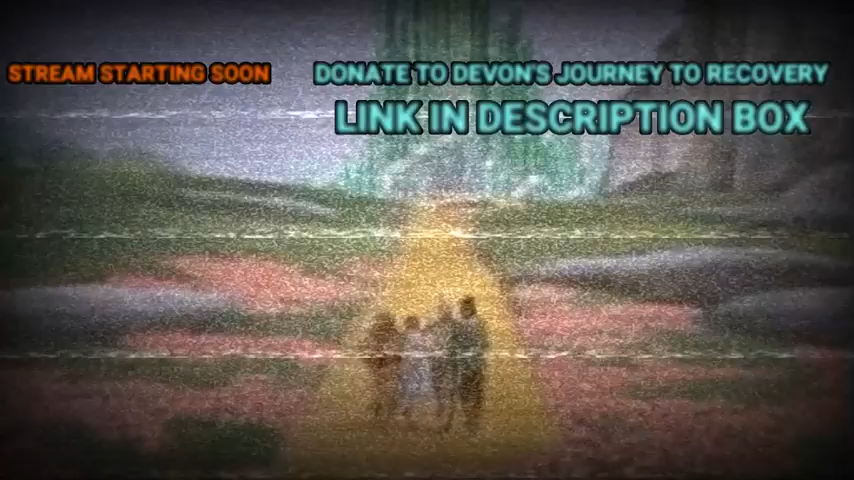 STREAM STARTING SOON
DONATE TO DEVON'S JOURNEY TO RECOVERY
LINK IN DESCRIPTION BOX